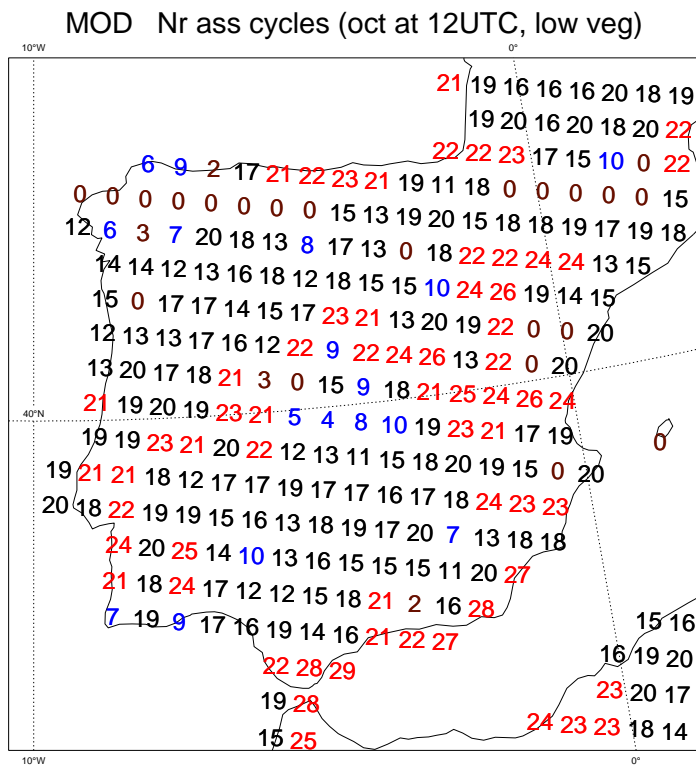 MOD Nr ass cycles (oct at 12UTC, low veg)
10°W 0°
21 19 16 16 16 20 18 19
19 20 16 20 18 20 22
22 22 23 17 15 10 0 22
6 9 2 17 21 22 23 21 19 11 18 0 0 0 0 0 15
0 0 0 0 0 0 0 0 15 13 19 20 15 18 18 19 17 19 18
12 6 3 7 20 18 13 8 17 13 0 18 22 22 24 24 13 15
14 14 12 13 16 18 12 18 15 15 10 24 26 19 14 15
15 0 17 17 14 15 17 23 21 13 20 19 22 0 0 20
12 13 13 17 16 12 22 9 22 24 26 13 22 0 20
13 20 17 18 21 3 0 15 9 18 21 25 24 26 24
40°N
21 19 20 19 23 21 5 4 8 10 19 23 21 17 19
0
19 19 23 21 20 22 12 13 11 15 18 20 19 15 0 20
19 21 21 18 12 17 17 19 17 17 16 17 18 24 23 23
20 18 22 19 19 15 16 13 18 19 17 20 7 13 18 18
24 20 25 14 10 13 16 15 15 15 11 20 27
21 18 24 17 12 12 15 18 21 2 16 28
7 19 9 17 16 19 14 16 21 22 27
15 16
22 28 29
16 19 20
19 28
23 20 17
15 25
24 23 23 18 14
10°W 0°